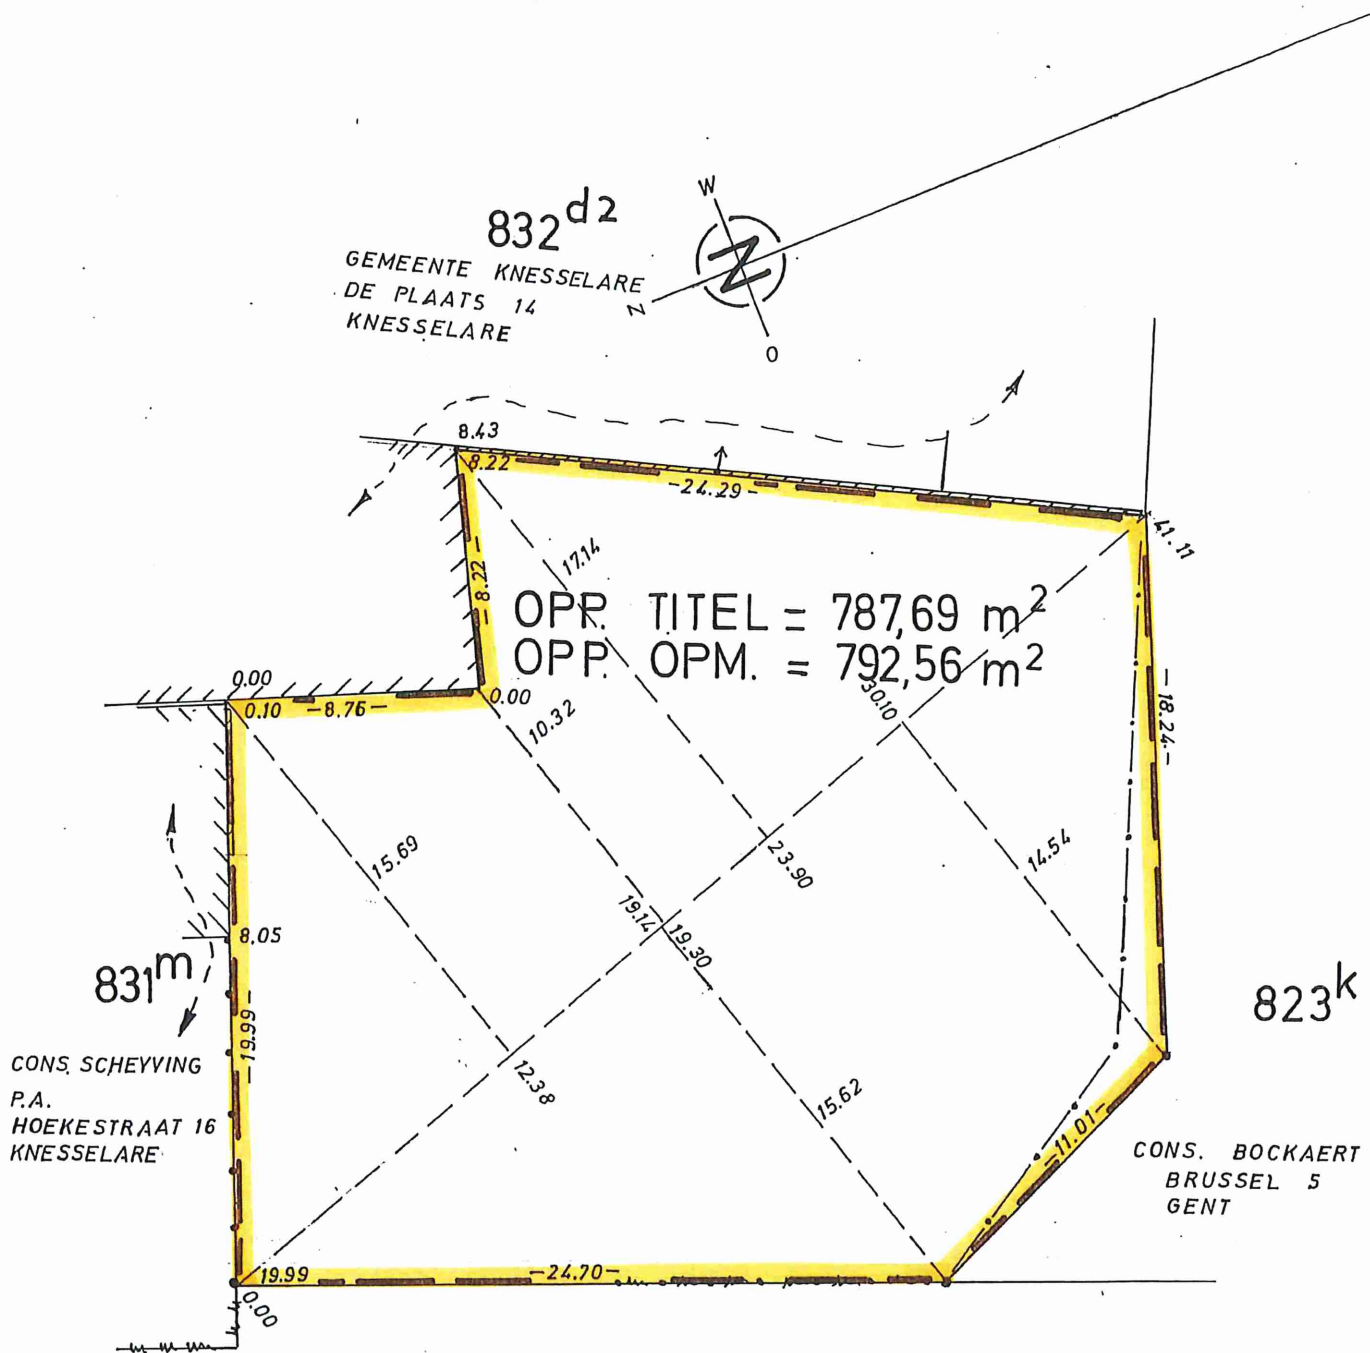 832d2
GEMEENTE KNESSELARE
DE PLAATS 14
KNESSELARE
W
N
Z
O
8.43
8.22
-24.29-
41.11
-8.22-
17.14
OPP. TITEL = 787,69 m2
OPP. OPM. = 792,56 m2
0.00
0.10
-8.76-
0.00
10.32
30.10
-18.24-
15.69
23.90
14.54
19.14
19.30
8.05
831m
-19.99-
823k
CONS. SCHEYVING
P.A.
HOEKESTRAAT 16
KNESSELARE
12.38
15.62
-11.01-
CONS. BOCKAERT
BRUSSEL 5
GENT
19.99
-24.70-
0.00